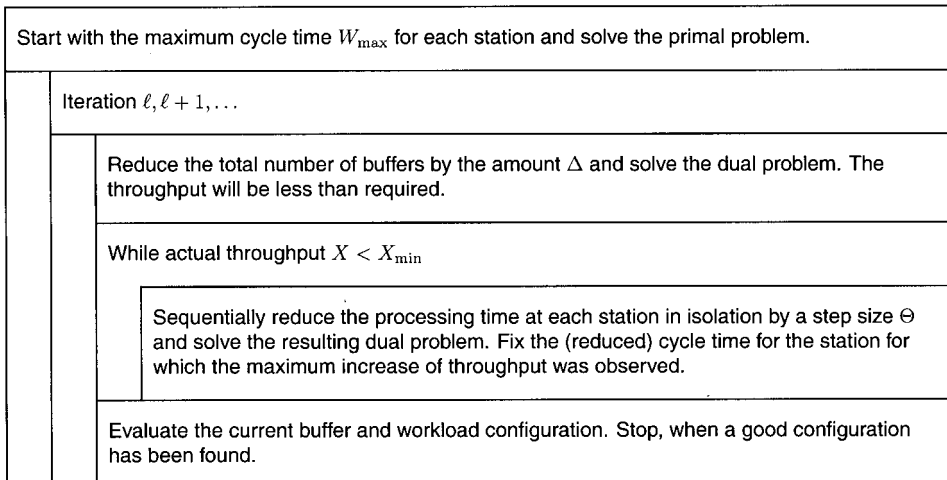 Start with the maximum cycle time W_max for each station and solve the primal problem.
Iteration ℓ, ℓ + 1, . . .
Reduce the total number of buffers by the amount Δ and solve the dual problem. The
throughput will be less than required.
While actual throughput X < X_min
Sequentially reduce the processing time at each station in isolation by a step size Θ
and solve the resulting dual problem. Fix the (reduced) cycle time for the station for
which the maximum increase of throughput was observed.
Evaluate the current buffer and workload configuration. Stop, when a good configuration
has been found.